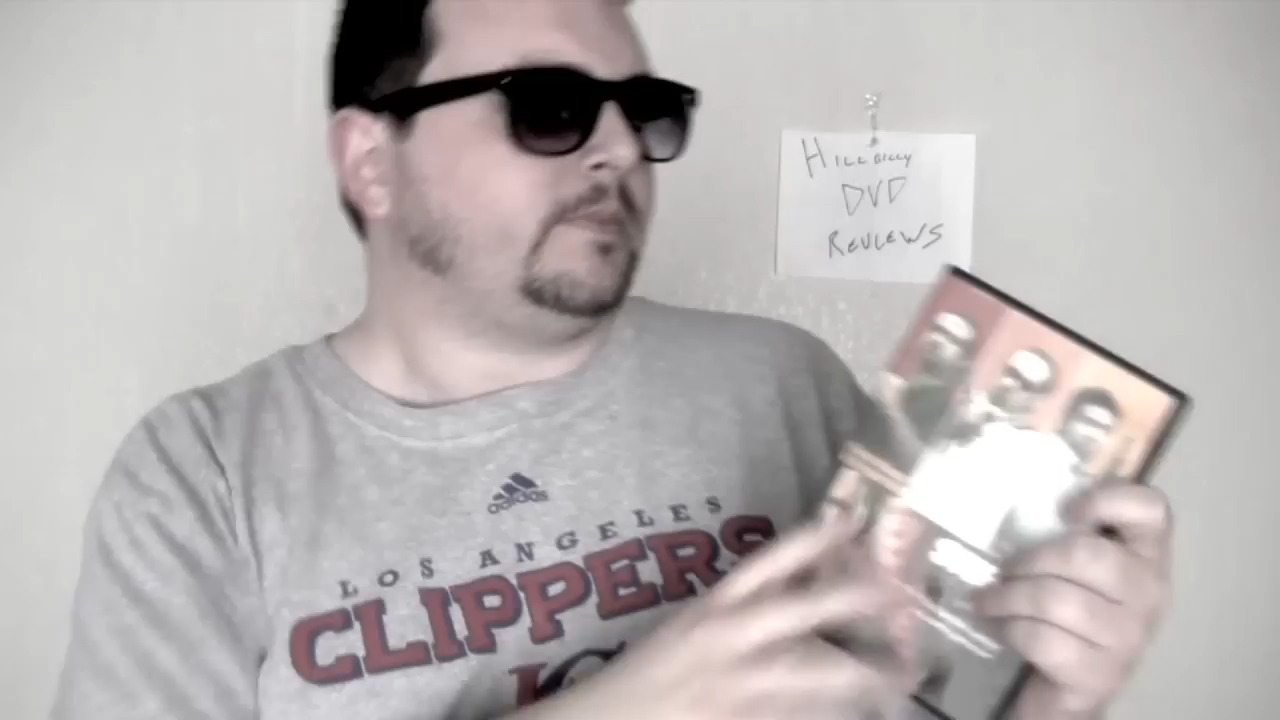 HILLBILLY
DVD
REVIEWS
adidas
LOS ANGELES
CLIPPERS